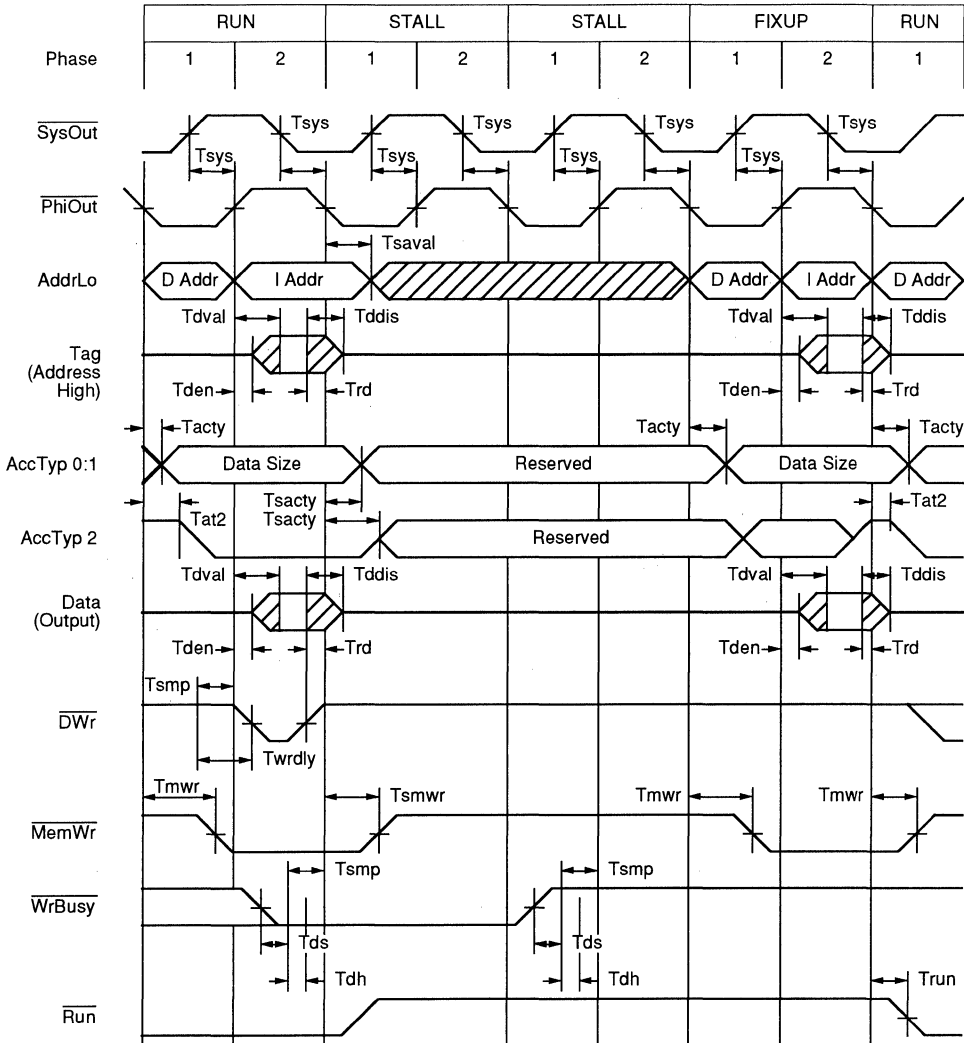 RUN STALL STALL FIXUP RUN
Phase 1 2 1 2 1 2 1 2 1
SysOut Tsys Tsys Tsys Tsys
Tsys Tsys Tsys Tsys
PhiOut
Tsaval
AddrLo D Addr I Addr D Addr I Addr D Addr
Tdval Tddis Tdval Tddis
Tag
(Address
High)
Tden Trd Tden Trd
Tacty Tacty Tacty
AccTyp 0:1 Data Size Reserved Data Size
Tsacty
Tat2 Tsacty Tat2
AccTyp 2 Reserved
Tdval Tddis Tdval Tddis
Data
(Output)
Tden Trd Tden Trd
Tsmp
DWr
Twrdly
Tmwr Tsmwr Tmwr Tmwr
MemWr
Tsmp Tsmp
WrBusy
Tds Tds
Tdh Tdh Trun
Run